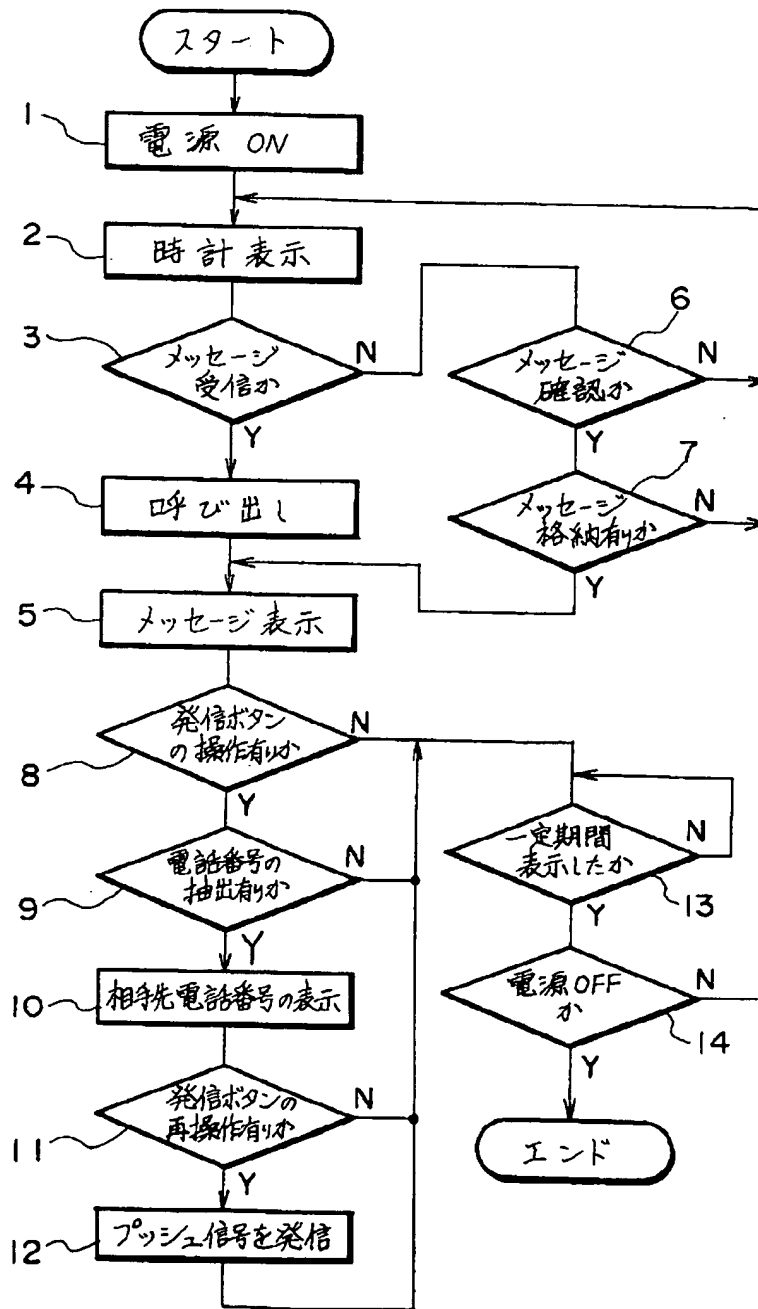 スタート
1
電源 ON
2
時計表示
3
メッセージ
受信か
N
Y
6
メッセージ
確認か
N
Y
7
メッセージ
格納有りか
N
Y
4
呼び出し
5
メッセージ表示
8
発信ボタン
の操作有りか
N
Y
9
電話番号の
抽出有りか
N
Y
10
相手先電話番号の表示
11
発信ボタンの
再操作有りか
N
Y
12
プッシュ信号を発信
一定期間
表示したか
N
13
Y
電源OFF
か
N
14
Y
エンド